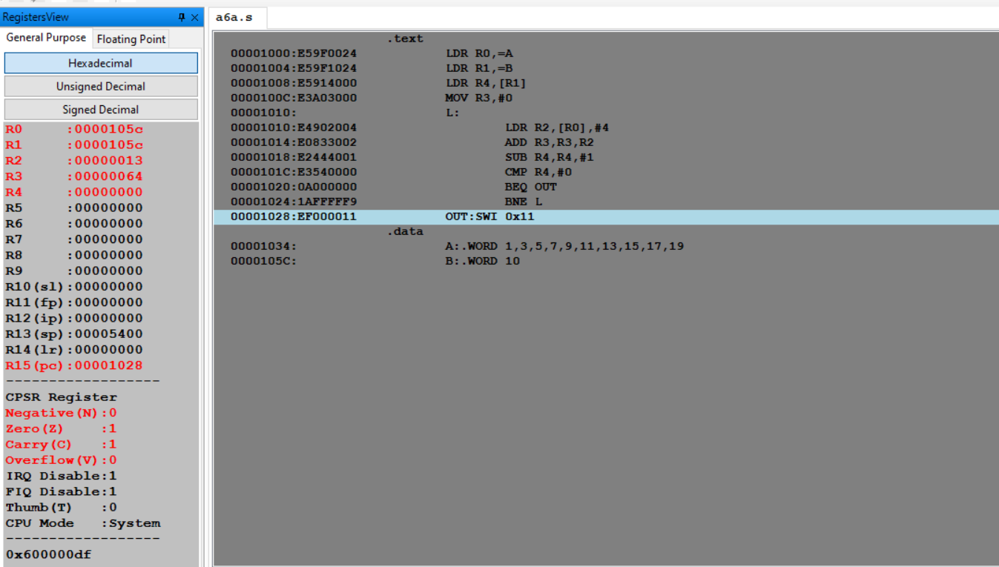 RegistersView
General Purpose Floating Point
Hexadecimal
Unsigned Decimal
Signed Decimal
R0 :0000105c
R1 :0000105c
R2 :00000013
R3 :00000064
R4 :00000000
R5 :00000000
R6 :00000000
R7 :00000000
R8 :00000000
R9 :00000000
R10(sl):00000000
R11(fp):00000000
R12(ip):00000000
R13(sp):00005400
R14(lr):00000000
R15(pc):00001028
-------------------
CPSR Register
Negative(N):0
Zero(Z) :1
Carry(C) :1
Overflow(V):0
IRQ Disable:1
FIQ Disable:1
Thumb(T) :0
CPU Mode :System
-------------------
0x600000df
a6a.s
.text
00001000:E59F0024 LDR R0,=A
00001004:E59F1024 LDR R1,=B
00001008:E5914000 LDR R4,[R1]
0000100C:E3A03000 MOV R3,#0
00001010: L:
00001010:E4902004 LDR R2,[R0],#4
00001014:E0833002 ADD R3,R3,R2
00001018:E2444001 SUB R4,R4,#1
0000101C:E3540000 CMP R4,#0
00001020:0A000000 BEQ OUT
00001024:1AFFFFF9 BNE L
00001028:EF000011 OUT:SWI 0x11
.data
00001034: A:.WORD 1,3,5,7,9,11,13,15,17,19
0000105C: B:.WORD 10